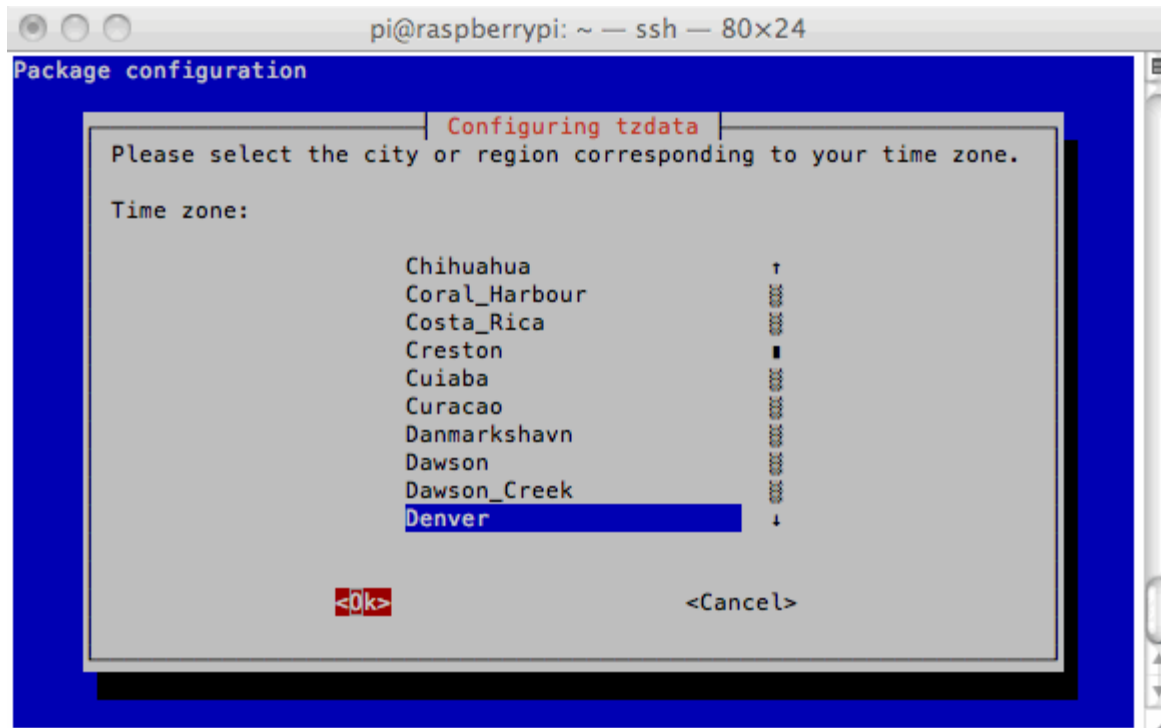 pi@raspberrypi: ~ — ssh — 80×24
Package configuration
Configuring tzdata
Please select the city or region corresponding to your time zone.
Time zone:
Chihuahua
Coral_Harbour
Costa_Rica
Creston
Cuiaba
Curacao
Danmarkshavn
Dawson
Dawson_Creek
Denver
<Ok> <Cancel>